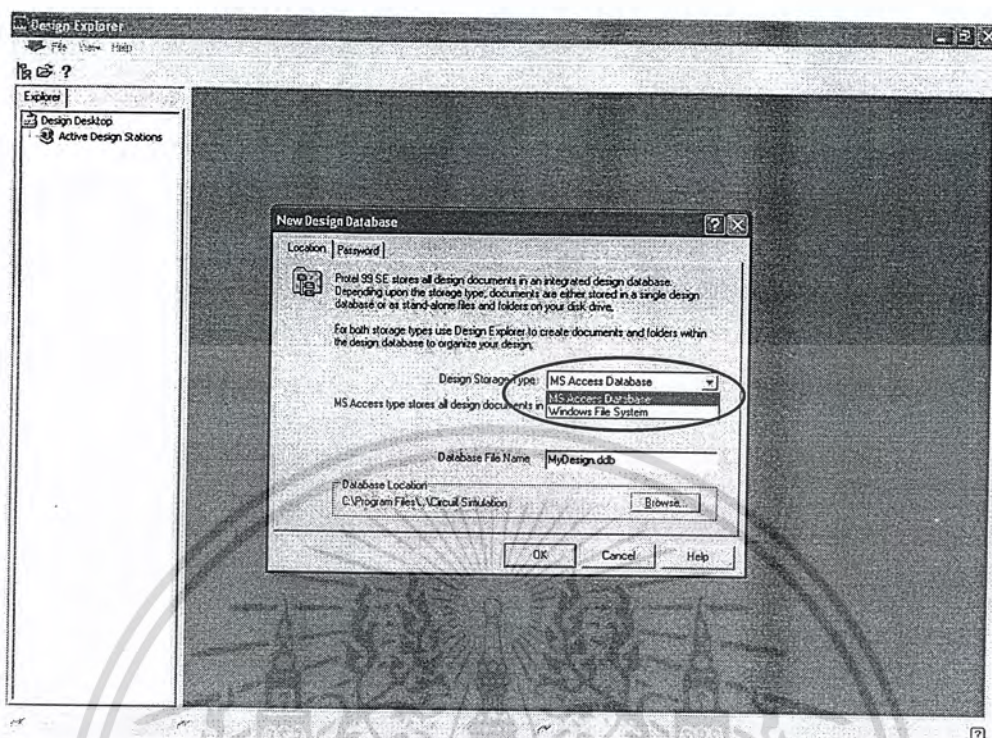 Design Explorer
File View Help
?
Explorer
Design Desktop
Active Design Stations
New Design Database
Location Password
Protel 99 SE stores all design documents in an integrated design database.
Depending upon the storage type, documents are either stored in a single design
database or as stand-alone files and folders on your disk drive.
For both storage types use Design Explorer to create documents and folders within
the design database to organize your design.
Design Storage Type: MS Access Database
MS Access Database
MS Access type stores all design documents in
Windows File System
Database File Name MyDesign.ddb
Database Location
C:\Program Files\..\Circuit Simulation
Browse...
OK Cancel Help